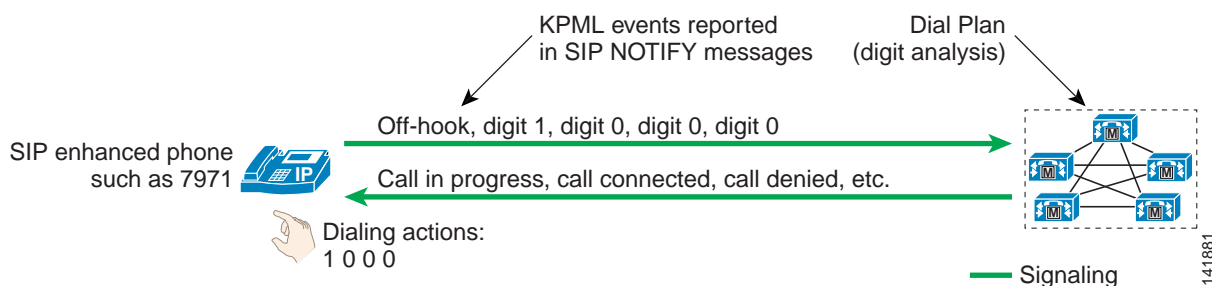 KPML events reported
in SIP NOTIFY messages
Dial Plan
(digit analysis)
Off-hook, digit 1, digit 0, digit 0, digit 0
SIP enhanced phone
such as 7971
IP
Call in progress, call connected, call denied, etc.
M
M
M
M
M
Dialing actions:
1 0 0 0
Signaling
141881